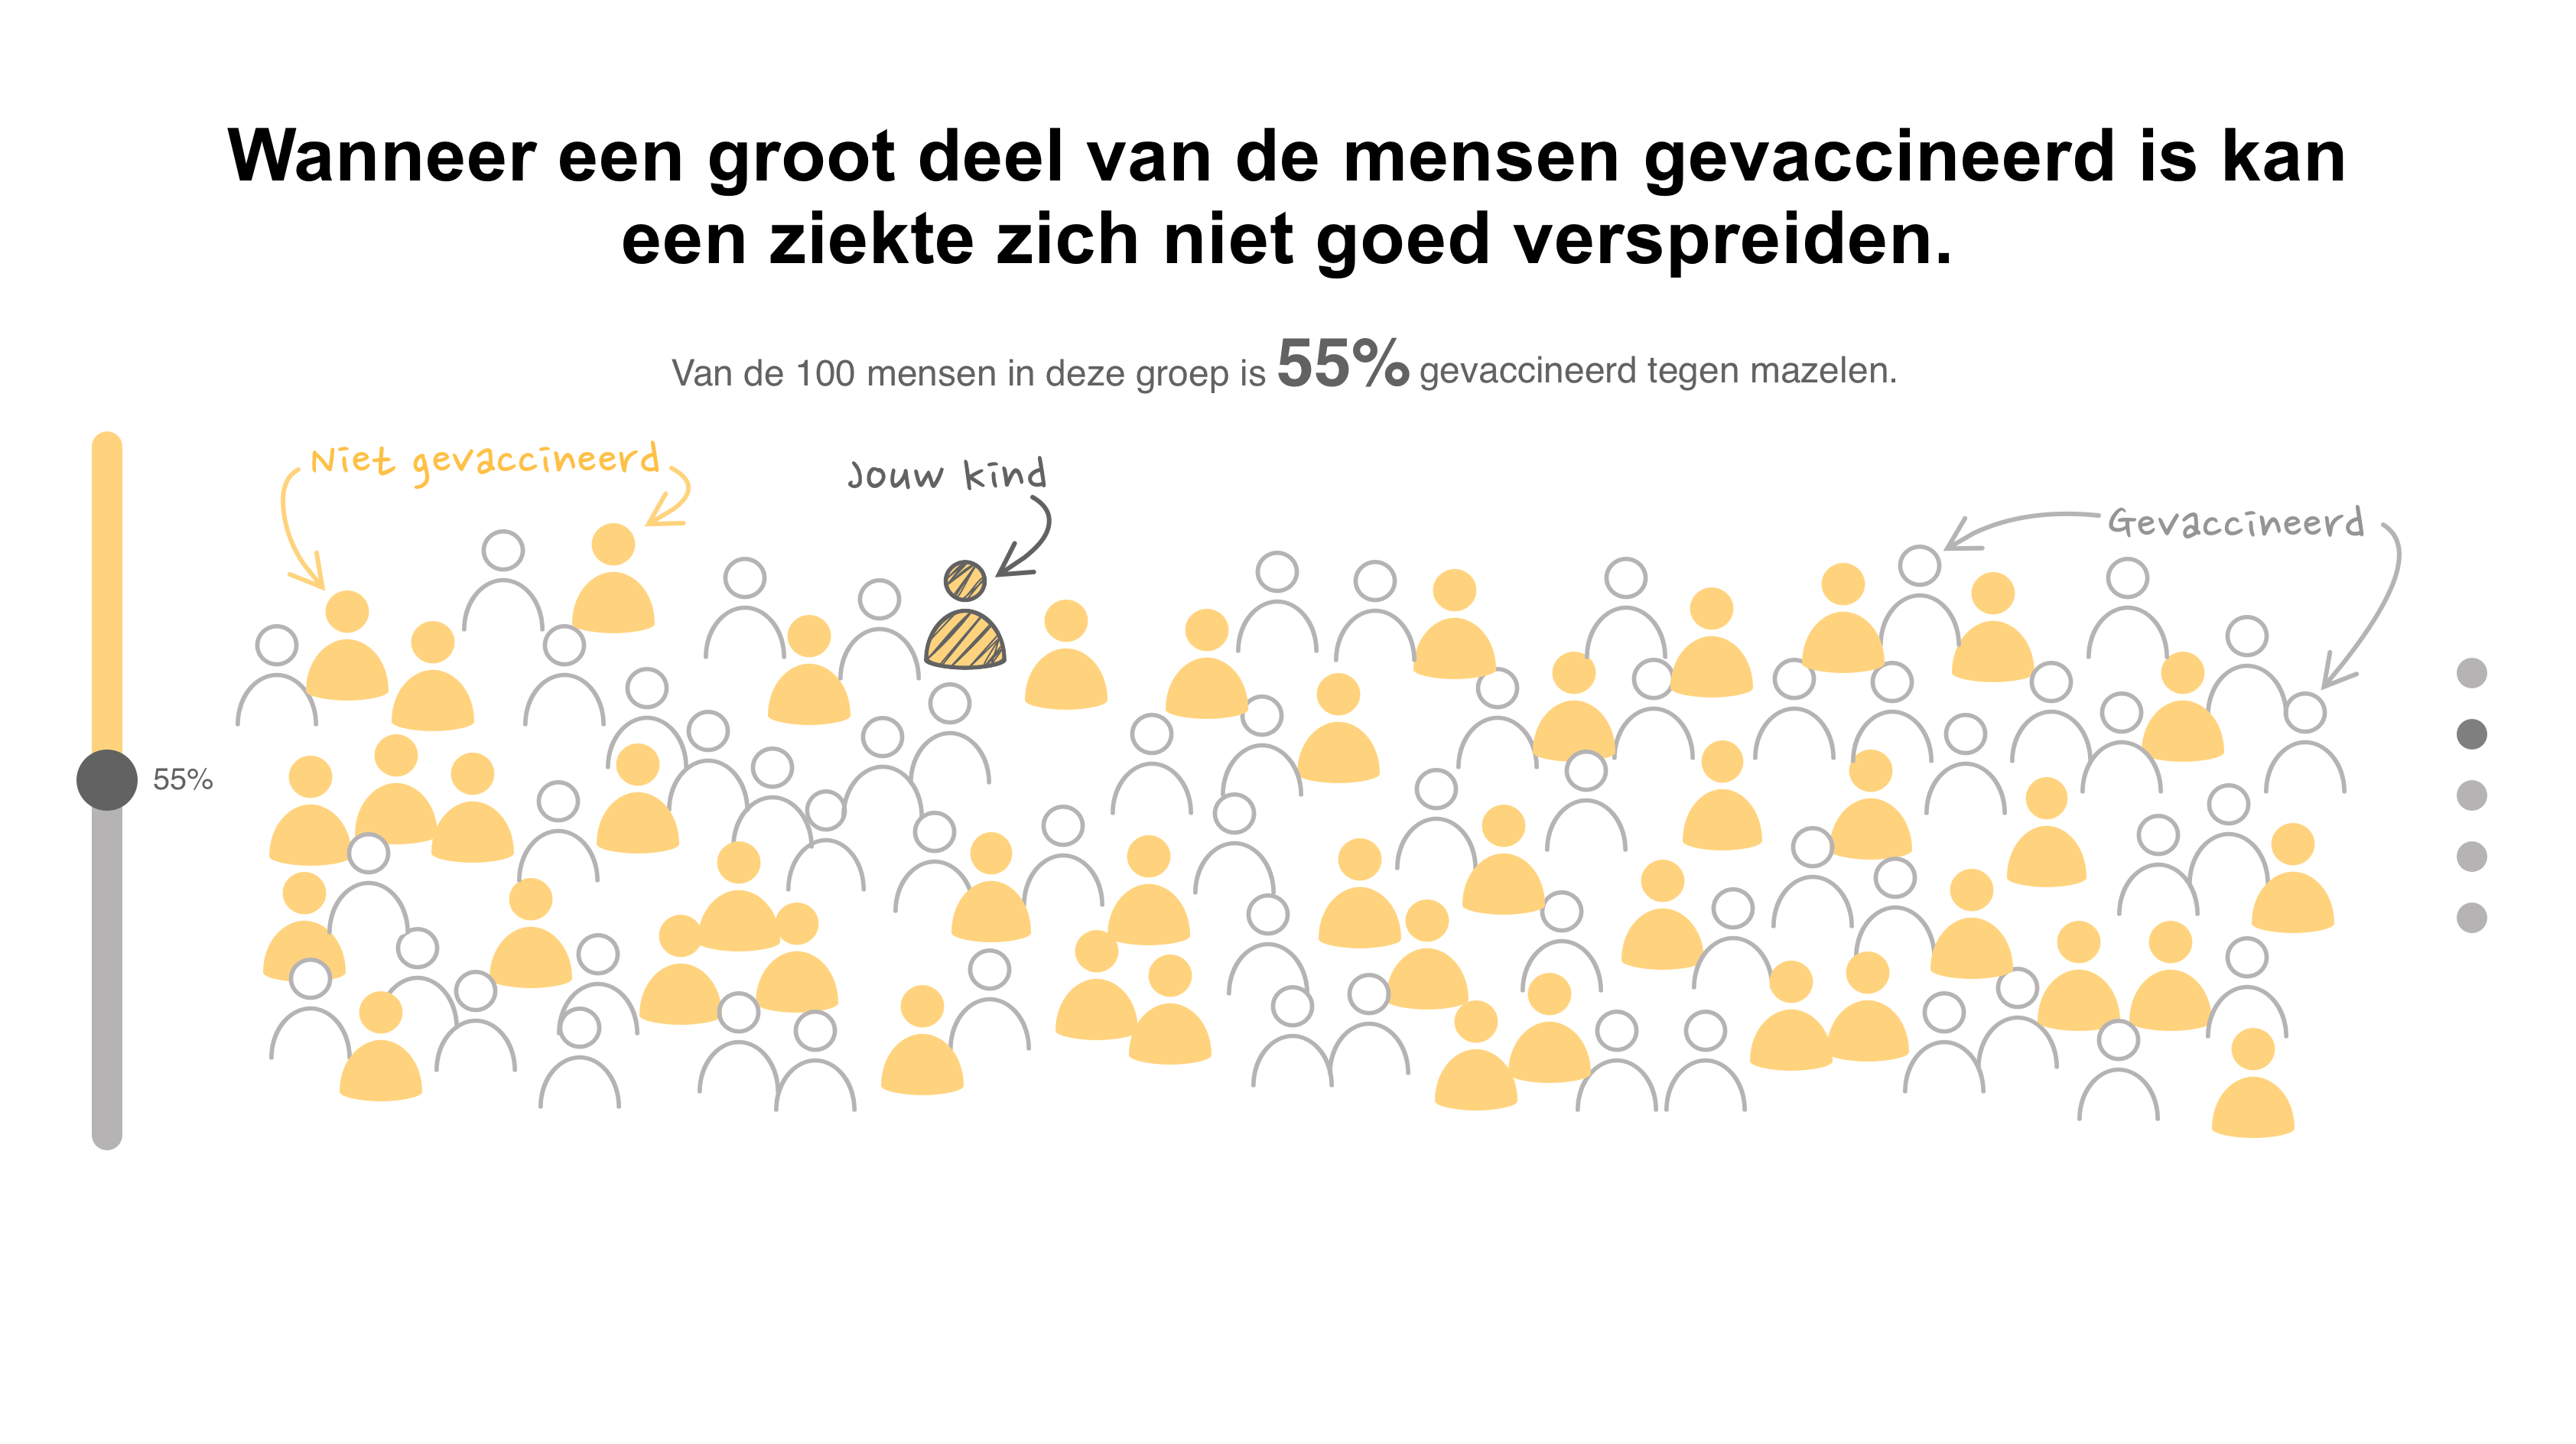 Wanneer een groot deel van de mensen gevaccineerd is kan
een ziekte zich niet goed verspreiden.
Van de 100 mensen in deze groep is 55% gevaccineerd tegen mazelen.
Niet gevaccineerd
Jouw kind
Gevaccineerd
55%